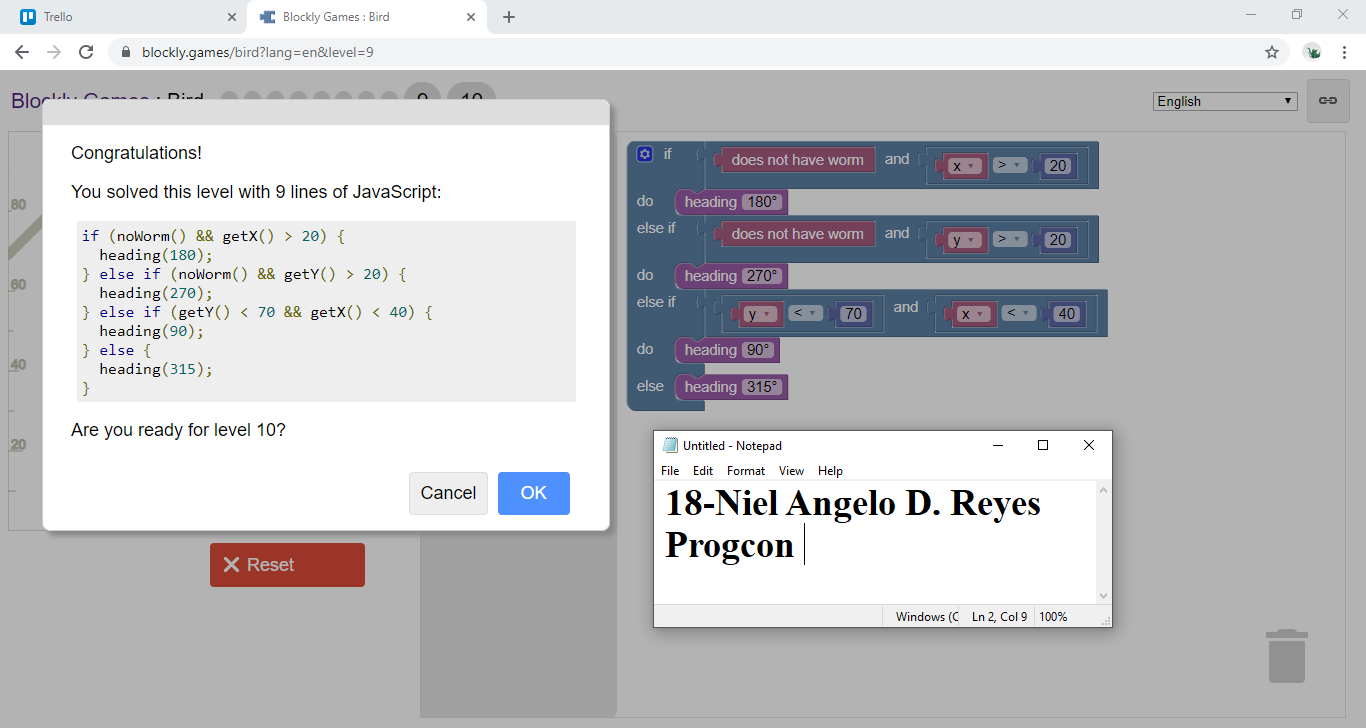 Trello
Blockly Games : Bird
blockly.games/bird?lang=en&level=9
Blockly Games : Bird 9 10
English
Congratulations!
You solved this level with 9 lines of JavaScript:
if (noWorm() && getX() > 20) {
  heading(180);
} else if (noWorm() && getY() > 20) {
  heading(270);
} else if (getY() < 70 && getX() < 40) {
  heading(90);
} else {
  heading(315);
}
Are you ready for level 10?
Cancel
OK
80
60
40
20
Reset
if does not have worm and x > 20
do heading 180°
else if does not have worm and y > 20
do heading 270°
else if y < 70 and x < 40
do heading 90°
else heading 315°
Untitled - Notepad
File Edit Format View Help
18-Niel Angelo D. Reyes
Progcon
Windows (C Ln 2, Col 9 100%